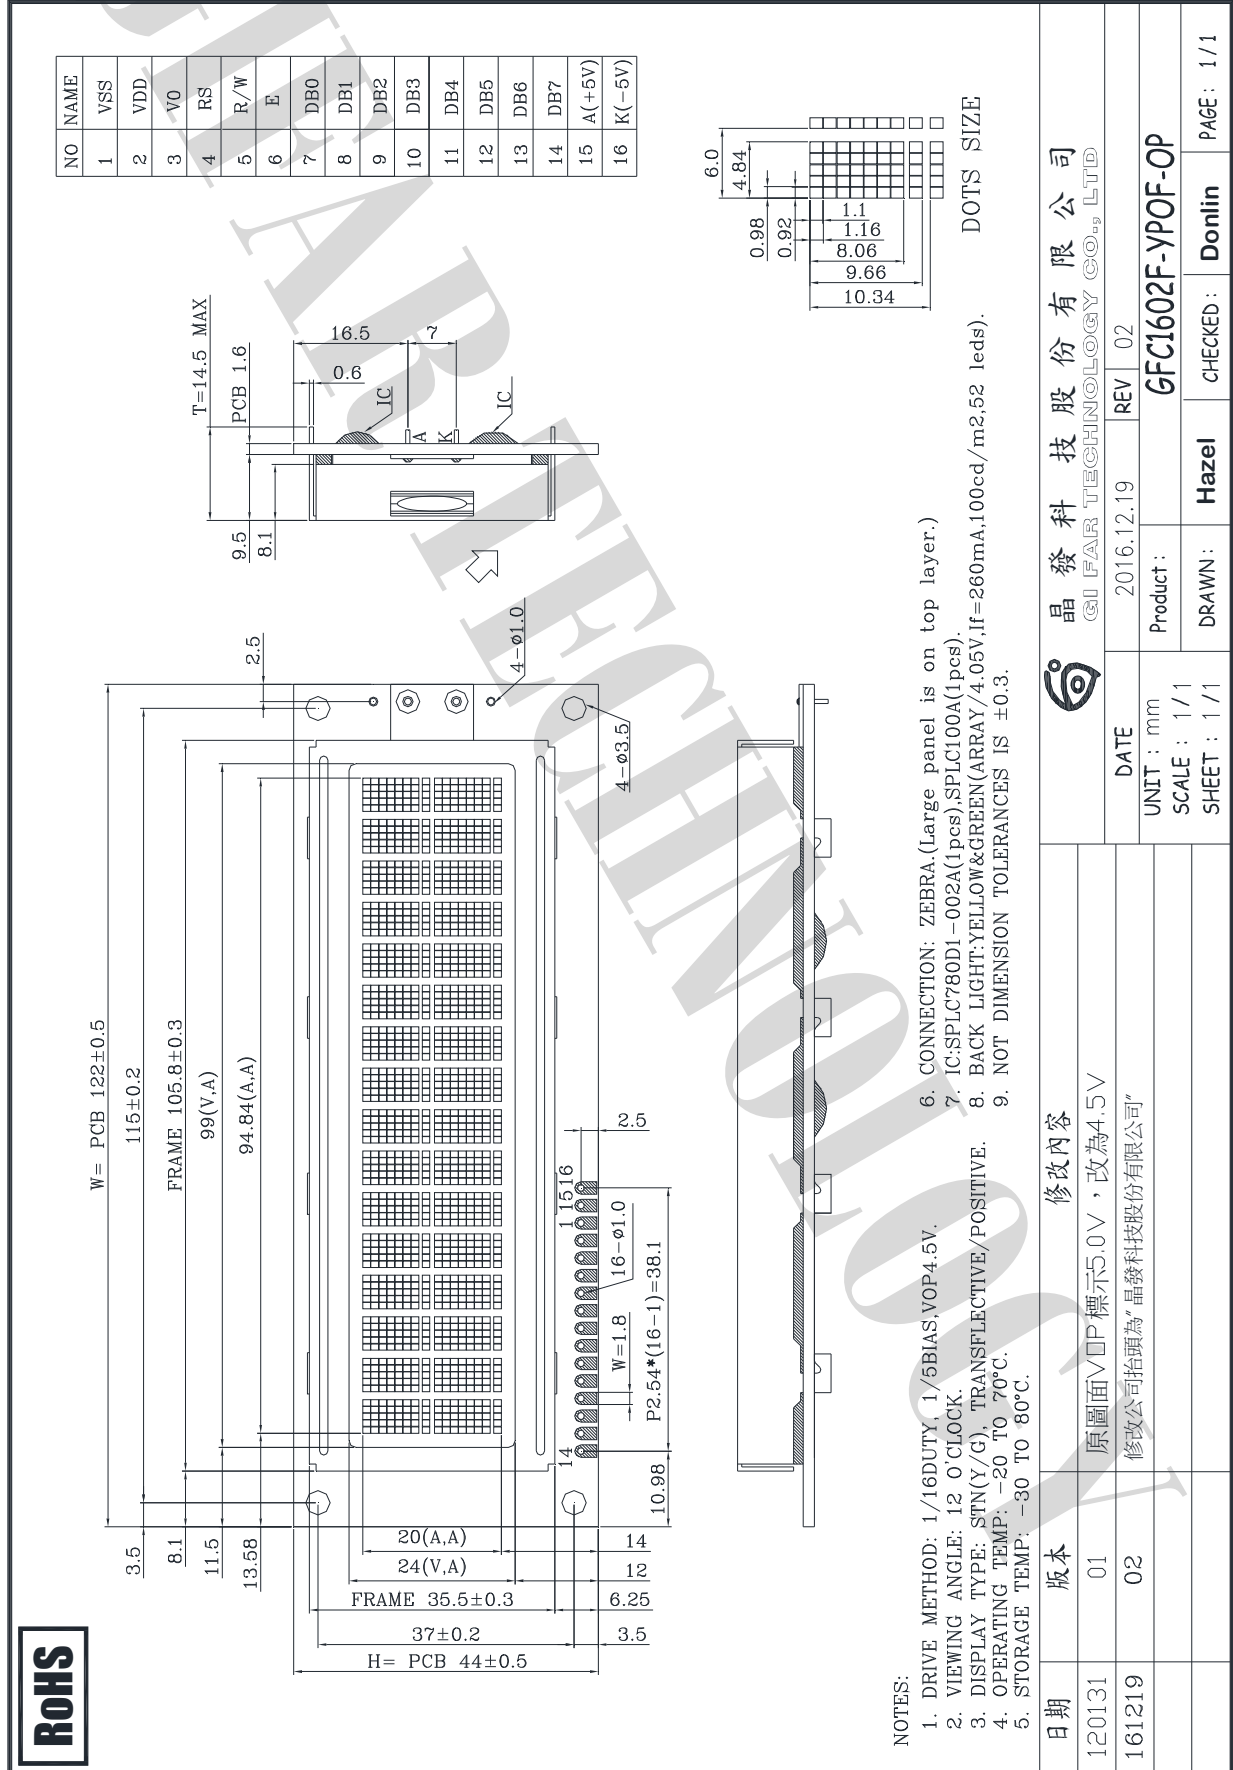 RoHS
W= PCB 122±0.5
115±0.2
FRAME 105.8±0.3
99(V,A)
94.84(A,A)
3.5
8.1
11.5
13.58
2.5
H= PCB 44±0.5
37±0.2
FRAME 35.5±0.3
24(V,A)
20(A,A)
14
12
6.25
3.5
4-ø1.0
4-ø3.5
14
1 15 16
2.5
16-ø1.0
W=1.8
P2.54*(16-1)=38.1
10.98
T=14.5 MAX
PCB 1.6
9.5
8.1
16.5
7
0.6
IC
A
K
IC
NO NAME
1 VSS
2 VDD
3 V0
4 RS
5 R/W
6 E
7 DB0
8 DB1
9 DB2
10 DB3
11 DB4
12 DB5
13 DB6
14 DB7
15 A(+5V)
16 K(-5V)
6.0
4.84
0.98
0.92
1.1
1.16
8.06
9.66
10.34
DOTS SIZE
NOTES:
1. DRIVE METHOD: 1/16DUTY, 1/5BIAS,VOP4.5V.
2. VIEWING ANGLE: 12 O'CLOCK.
3. DISPLAY TYPE: STN(Y/G), TRANSFLECTIVE/POSITIVE.
4. OPERATING TEMP: -20 TO 70°C.
5. STORAGE TEMP: -30 TO 80°C.
6. CONNECTION: ZEBRA.(Large panel is on top layer.)
7. IC:SPLC780D1-002A(1pcs),SPLC100A(1pcs).
8. BACK LIGHT:YELLOW&GREEN(ARRAY/4.05V,If=260mA,100cd/m2,52 leds).
9. NOT DIMENSION TOLERANCES IS ±0.3.
日期 版本 修改內容
120131 01 原圖面VOP標示5.0V，改為4.5V
161219 02 修改公司抬頭為"晶發科技股份有限公司"
晶發科技股份有限公司
GI FAR TECHNOLOGY CO., LTD
DATE 2016.12.19 REV 02
UNIT : mm
SCALE : 1/1
SHEET : 1/1
Product : GFC1602F-YPOF-OP
DRAWN : Hazel CHECKED : Donlin PAGE : 1/1
GIFAR TECHNOLOGY